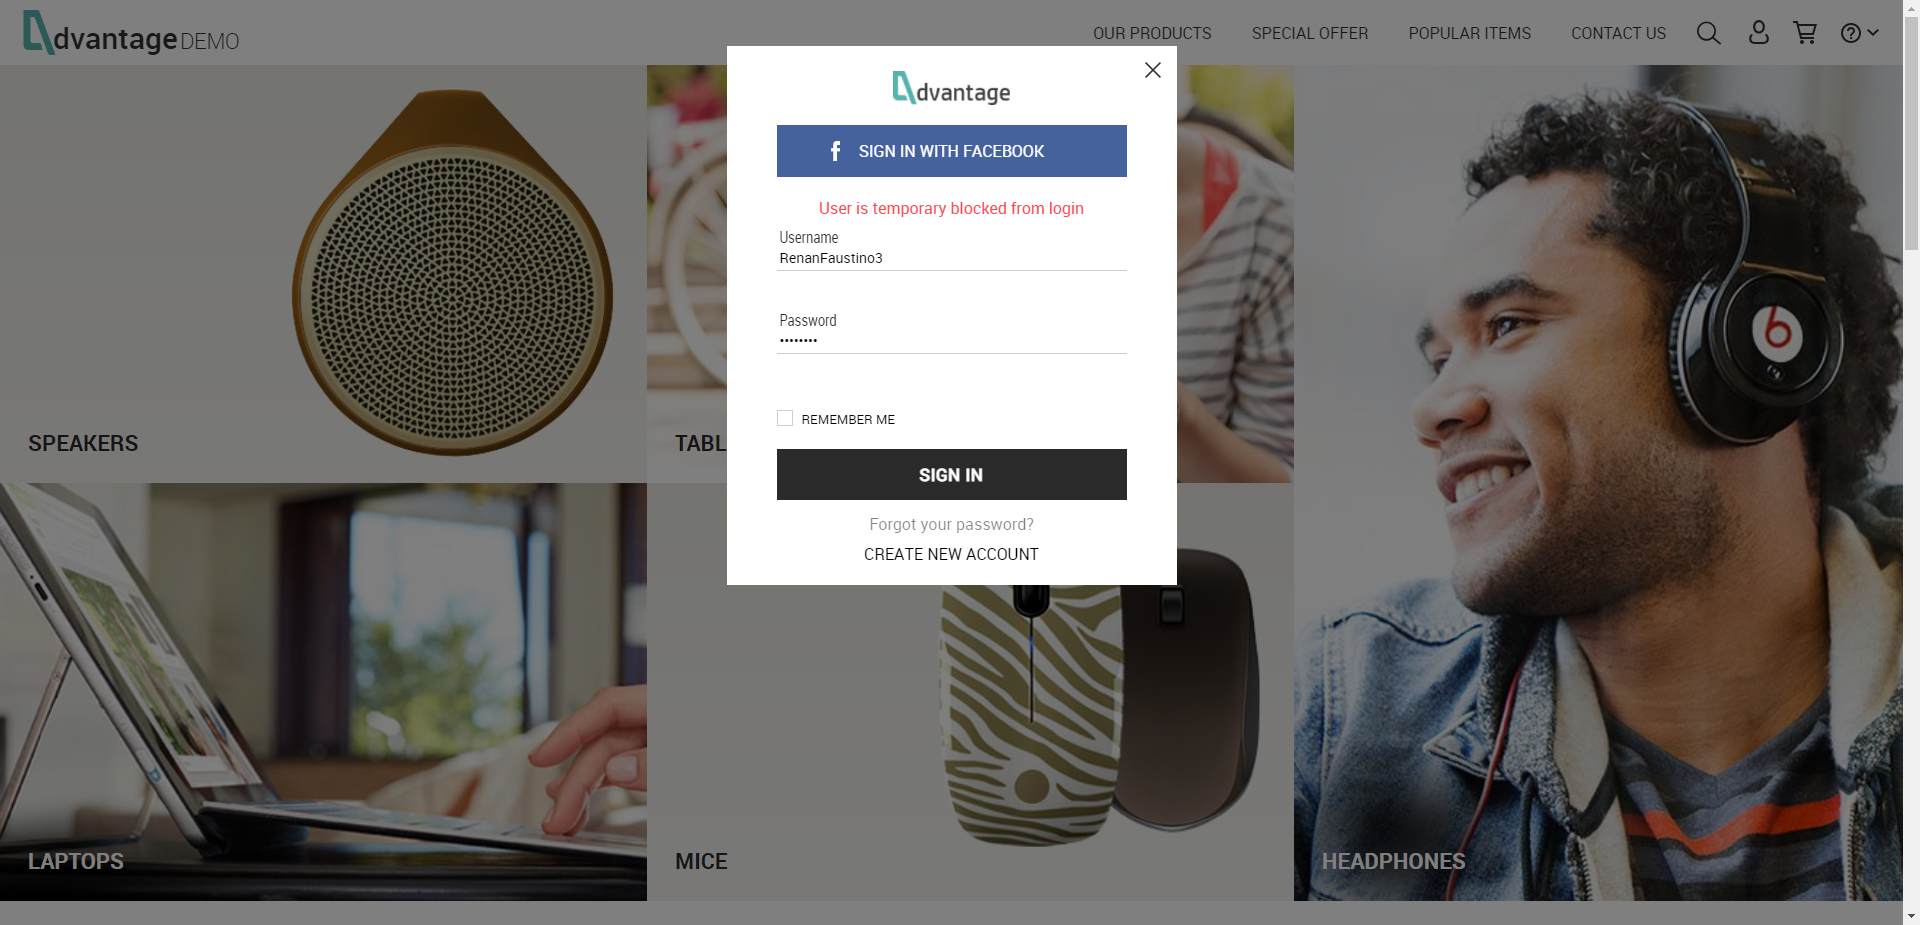 dvantage DEMO
OUR PRODUCTS
SPECIAL OFFER
POPULAR ITEMS
CONTACT US
dvantage
f SIGN IN WITH FACEBOOK
User is temporary blocked from login
Username
RenanFaustino3
Password
••••••••
REMEMBER ME
SIGN IN
Forgot your password?
CREATE NEW ACCOUNT
SPEAKERS
TABL
LAPTOPS
MICE
HEADPHONES